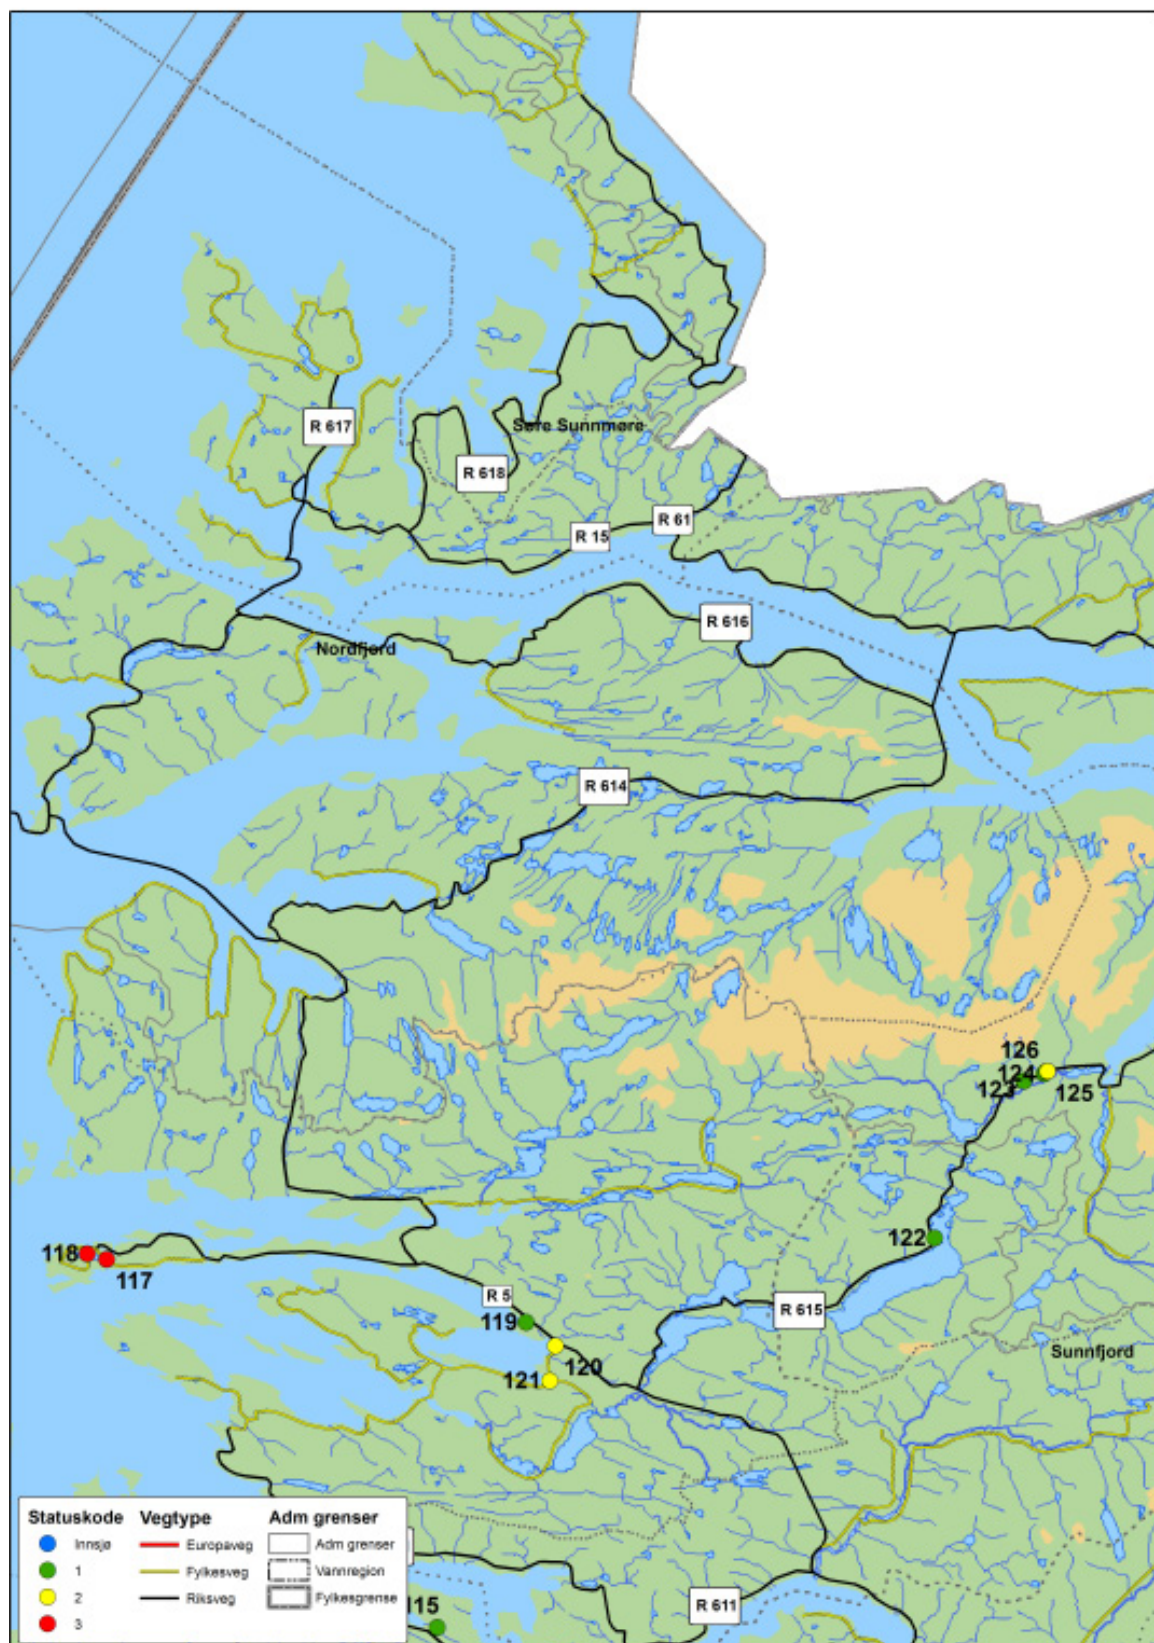 R 617
Søre Sunnmøre
R 618
R 61
R 15
R 616
Nordfjord
R 614
126
124
123
125
122
118
117
R 5
119
R 615
120
Sunnfjord
121
Statuskode Vegtype Adm grenser
Innsjø Europaveg Adm grenser
1 Fylkesveg Vannregion
2 Riksveg Fylkesgrense
3
R 611